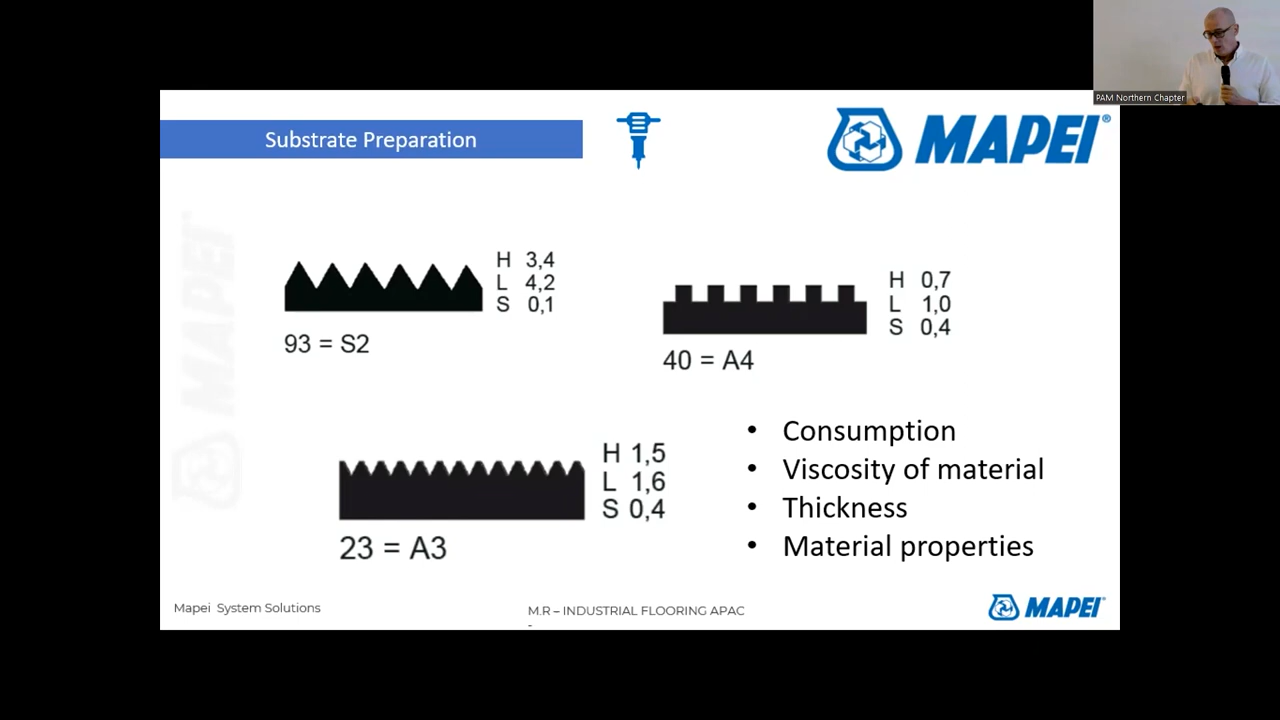 PAM Northern Chapter
Substrate Preparation
MAPEI®
MAPEI
H 3,4
L 4,2
S 0,1
93 = S2
H 0,7
L 1,0
S 0,4
40 = A4
H 1,5
L 1,6
S 0,4
23 = A3
• Consumption
• Viscosity of material
• Thickness
• Material properties
Mapei System Solutions
M.R – INDUSTRIAL FLOORING APAC
-
MAPEI®